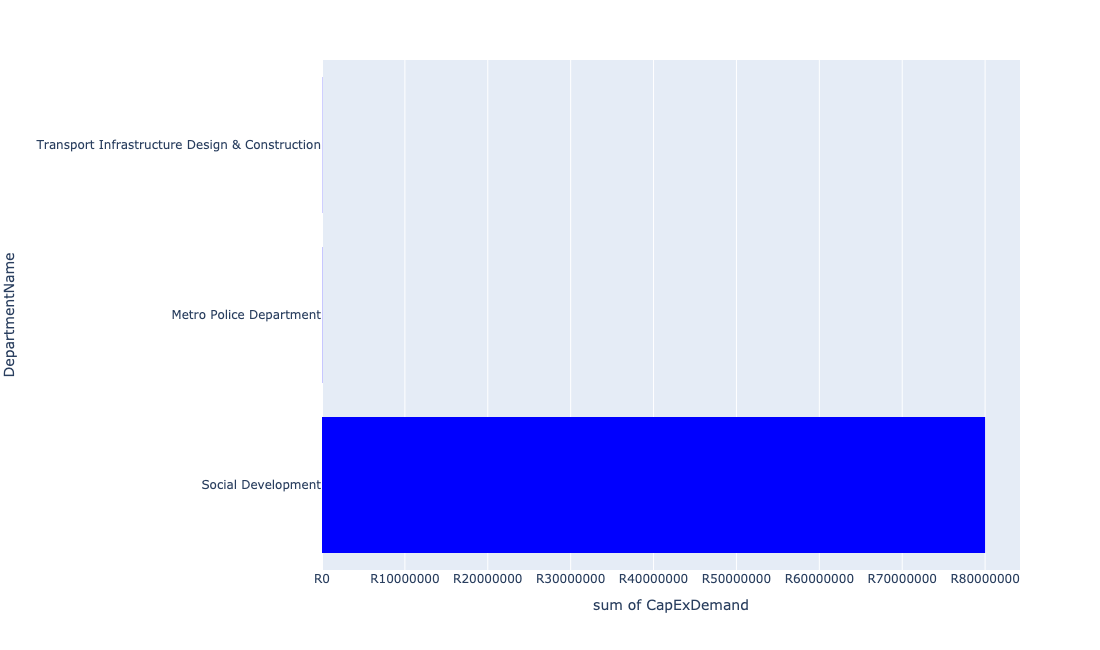 Transport Infrastructure Design & Construction
Metro Police Department
Social Development
DepartmentName
R0
R10000000
R20000000
R30000000
R40000000
R50000000
R60000000
R70000000
R80000000
sum of CapExDemand